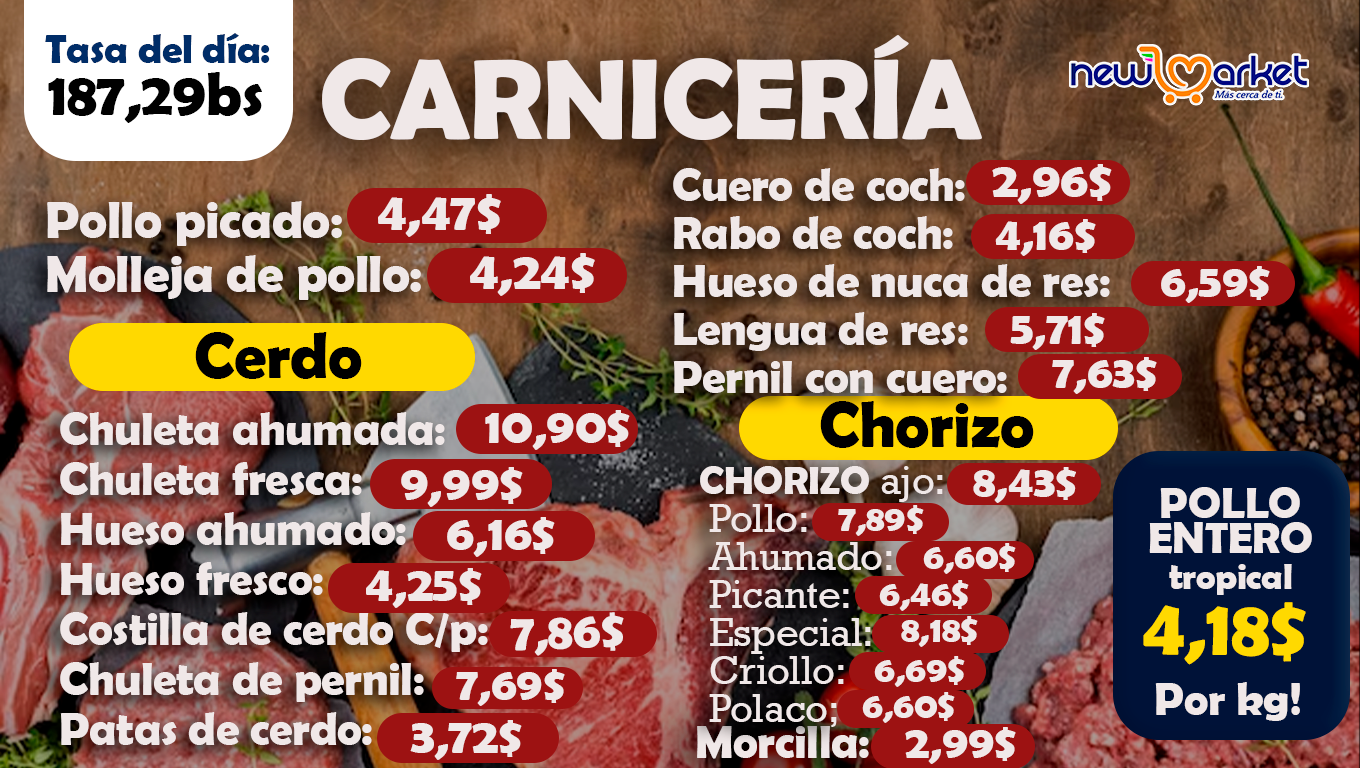 Tasa del día:
187,29bs
CARNICERÍA
newmarket
Más cerca de ti.
Pollo picado: 4,47$
Molleja de pollo: 4,24$
Cerdo
Chuleta ahumada: 10,90$
Chuleta fresca: 9,99$
Hueso ahumado: 6,16$
Hueso fresco: 4,25$
Costilla de cerdo C/p: 7,86$
Chuleta de pernil: 7,69$
Patas de cerdo: 3,72$
Cuero de coch: 2,96$
Rabo de coch: 4,16$
Hueso de nuca de res: 6,59$
Lengua de res: 5,71$
Pernil con cuero: 7,63$
Chorizo
CHORIZO ajo: 8,43$
Pollo: 7,89$
Ahumado: 6,60$
Picante: 6,46$
Especial: 8,18$
Criollo: 6,69$
Polaco; 6,60$
Morcilla: 2,99$
POLLO
ENTERO
tropical
4,18$
Por kg!